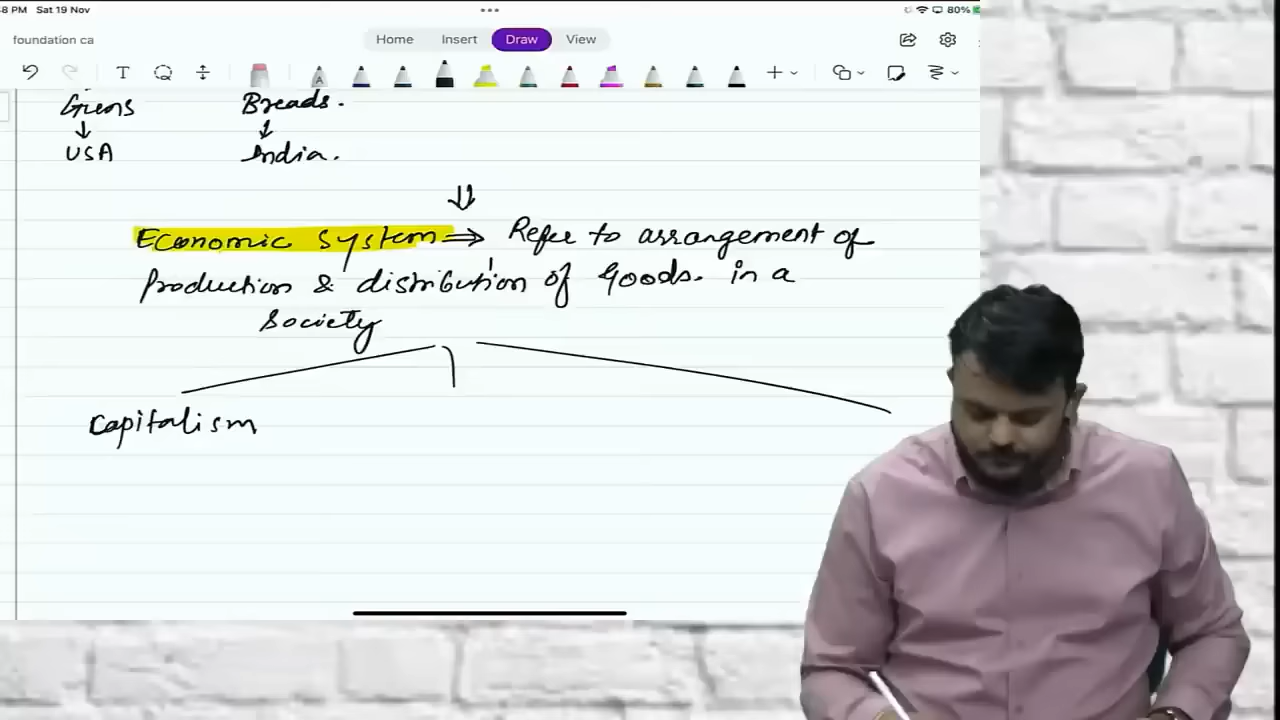 8 PM Sat 19 Nov
80%
foundation ca
Home Insert Draw View
T
A
Guns Breads.
USA India.
Economic system ⇒ Refer to arrangement of
production & distribution of Goods. in a
society
Capitalism